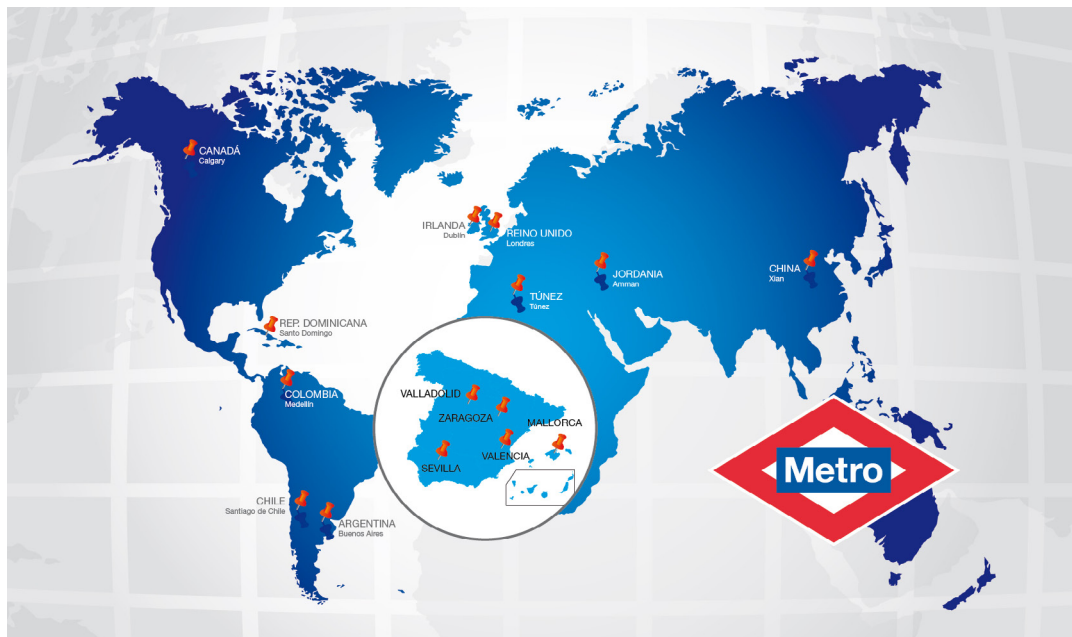 CANADÁ
Calgary
IRLANDA
Dublín
REINO UNIDO
Londres
JORDANIA
Amman
CHINA
Xian
TÚNEZ
Túnez
REP. DOMINICANA
Santo Domingo
COLOMBIA
Medellín
VALLADOLID
ZARAGOZA
MALLORCA
VALENCIA
SEVILLA
Metro
CHILE
Santiago de Chile
ARGENTINA
Buenos Aires